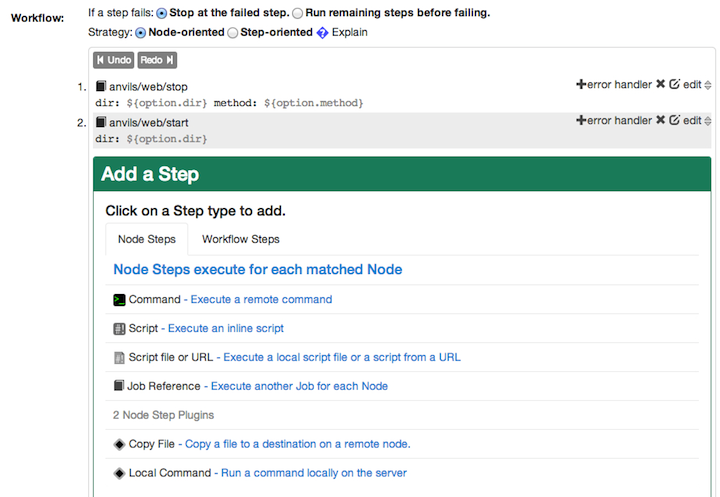 Workflow: If a step fails: Stop at the failed step. Run remaining steps before failing.
Strategy: Node-oriented Step-oriented ? Explain
Undo Redo
1. anvils/web/stop +error handler edit
dir: ${option.dir} method: ${option.method}
2. anvils/web/start +error handler edit
dir: ${option.dir}
Add a Step
Click on a Step type to add.
Node Steps Workflow Steps
Node Steps execute for each matched Node
Command - Execute a remote command
Script - Execute an inline script
Script file or URL - Execute a local script file or a script from a URL
Job Reference - Execute another Job for each Node
2 Node Step Plugins
Copy File - Copy a file to a destination on a remote node.
Local Command - Run a command locally on the server